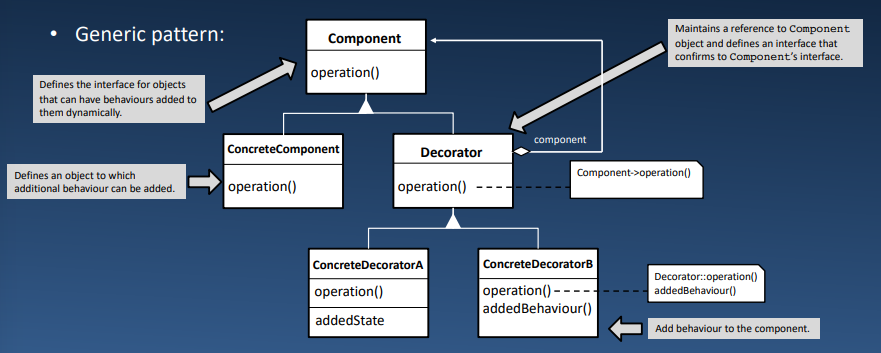 • Generic pattern:
Component
operation()
Maintains a reference to Component
object and defines an interface that
confirms to Component’s interface.
Defines the interface for objects
that can have behaviours added to
them dynamically.
component
ConcreteComponent
operation()
Decorator
operation()
Component->operation()
Defines an object to which
additional behaviour can be added.
ConcreteDecoratorA
operation()
addedState
ConcreteDecoratorB
operation()
addedBehaviour()
Decorator::operation()
addedBehaviour()
Add behaviour to the component.